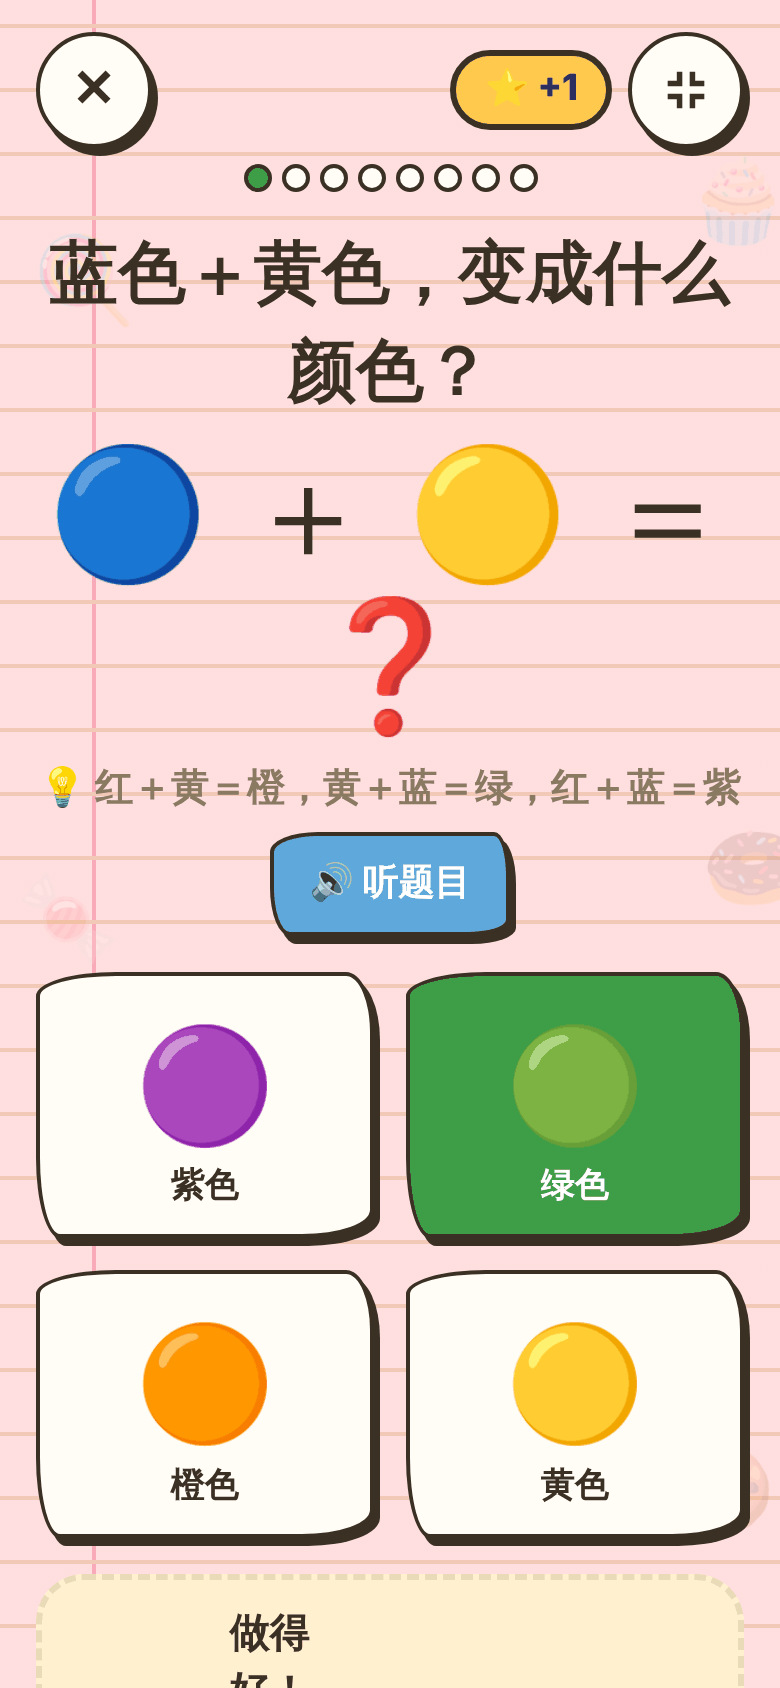 ✕
⭐ +1
蓝色＋黄色，变成什么
颜色？
🔵 ＋ 🟡 ＝
❓
💡 红＋黄＝橙，黄＋蓝＝绿，红＋蓝＝紫
🔊 听题目
紫色
绿色
橙色
黄色
做得
好！